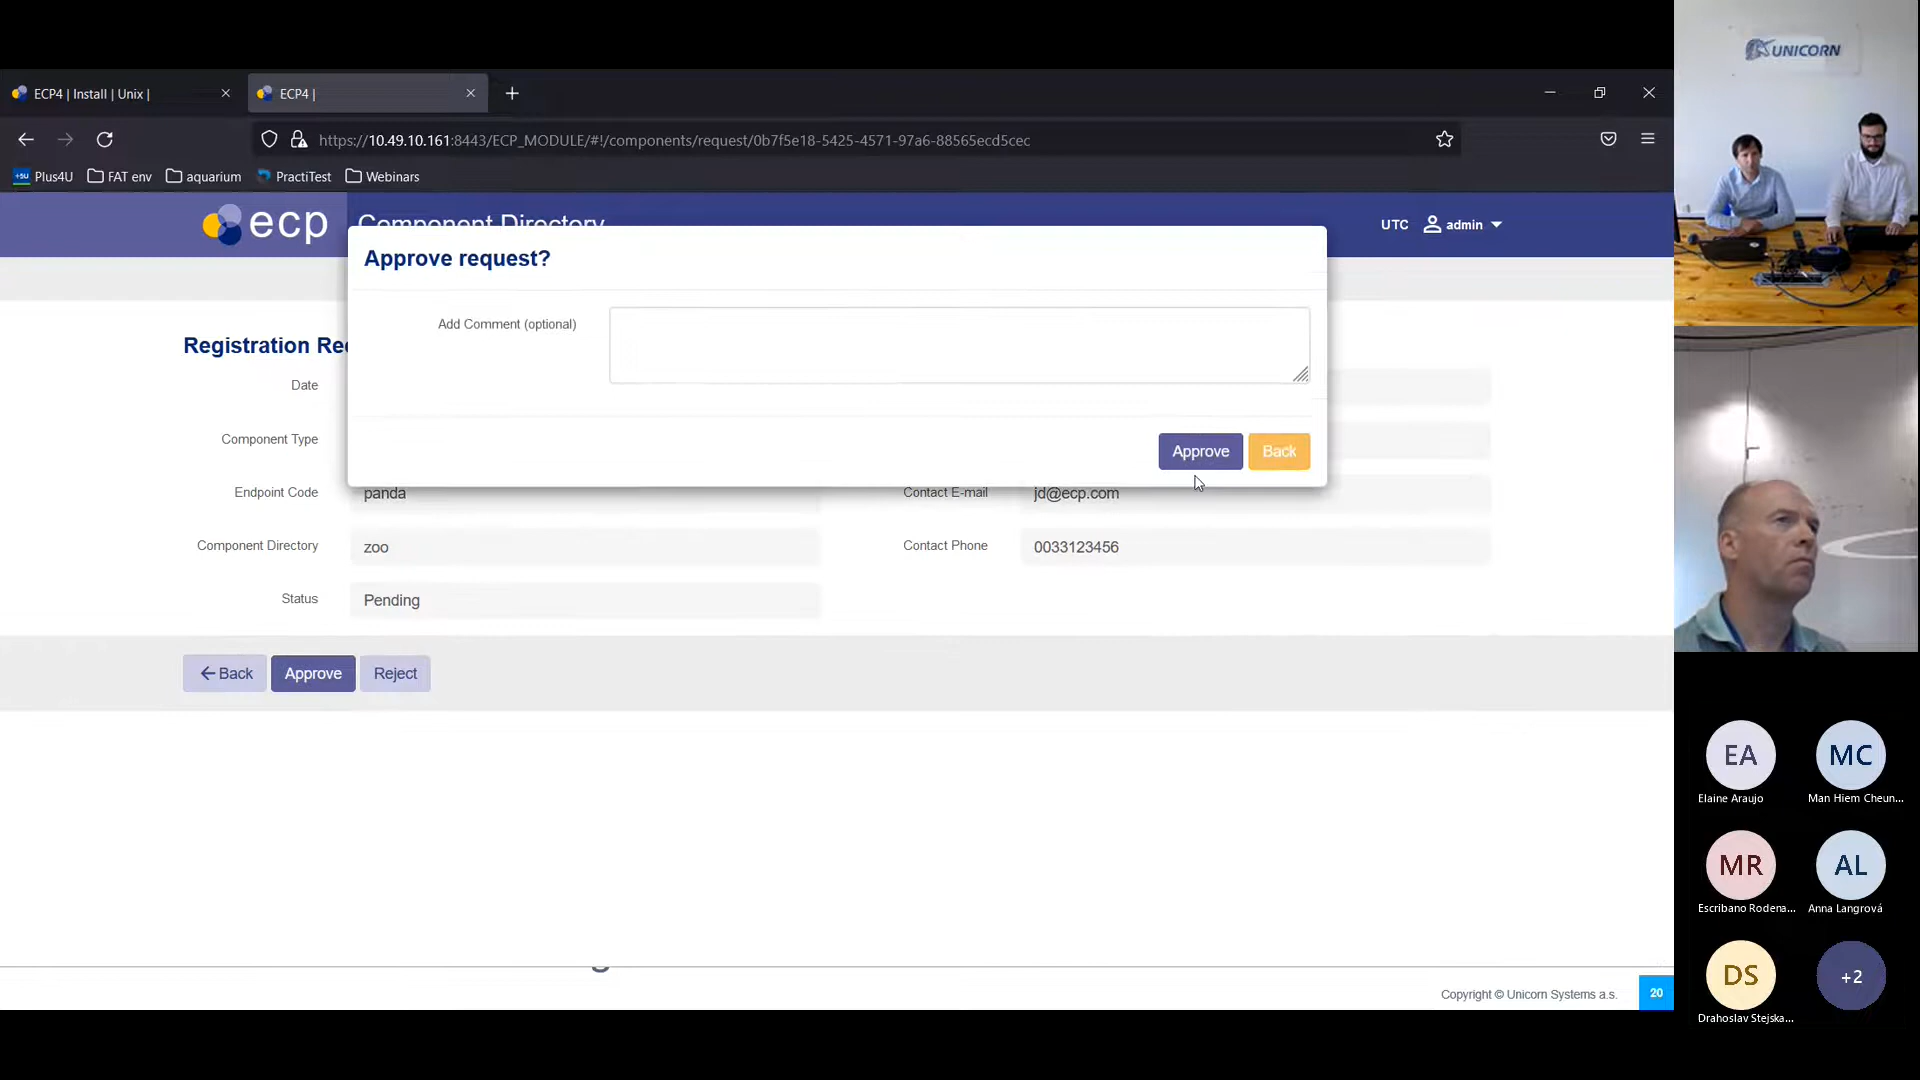 ECP4 | Install | Unix |
ECP4 |
https://10.49.10.161:8443/ECP_MODULE/#!/components/request/0b7f5e18-5425-4571-97a6-88565ecd5cec
+5U Plus4U
FAT env
aquarium
PractiTest
Webinars
ecp
Component Directory
UTC
admin
Approve request?
Add Comment (optional)
Approve
Back
Registration Re
Date
Component Type
Endpoint Code
panda
Contact E-mail
jd@ecp.com
Component Directory
zoo
Contact Phone
0033123456
Status
Pending
Back
Approve
Reject
Copyright © Unicorn Systems a.s.
20
UNICORN
EA
Elaine Araujo
MC
Man Hiem Cheun...
MR
Escribano Rodena...
AL
Anna Langrová
DS
Drahoslav Stejska...
+2